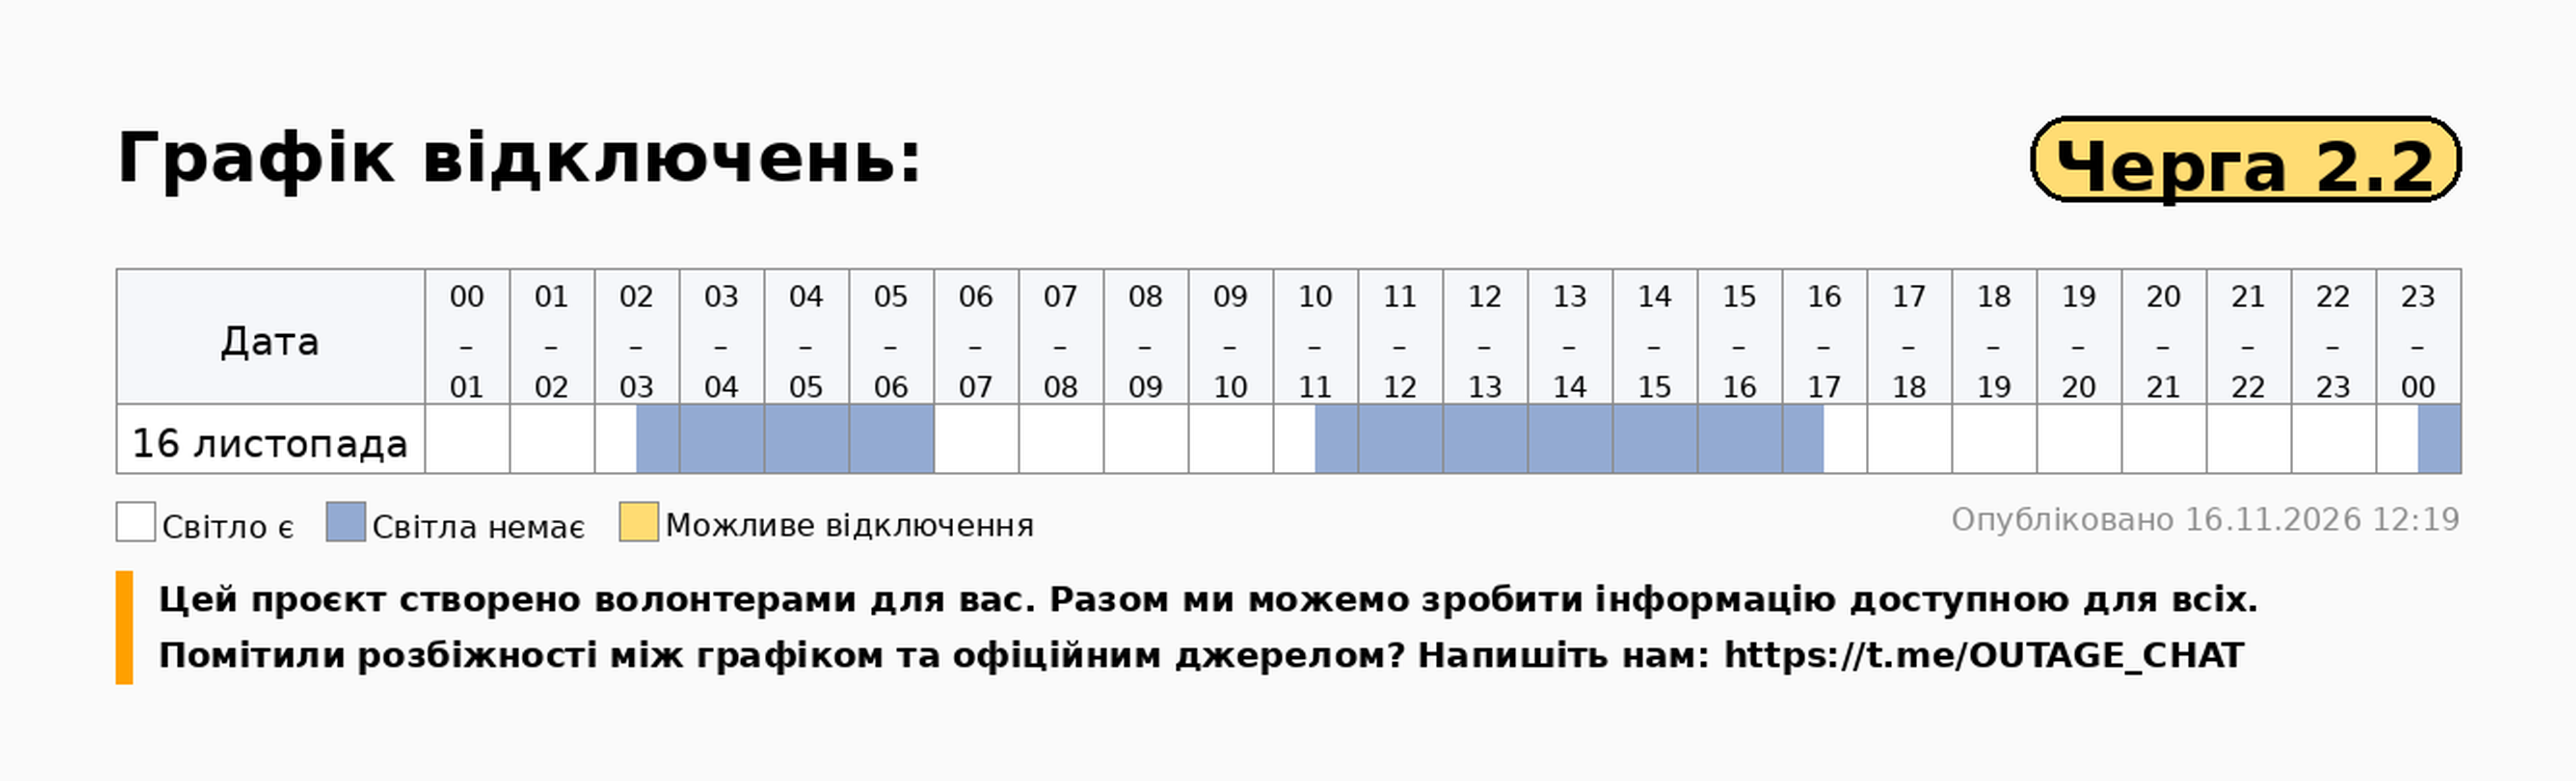 Графік відключень:
Черга 2.2
Дата
00 – 01
01 – 02
02 – 03
03 – 04
04 – 05
05 – 06
06 – 07
07 – 08
08 – 09
09 – 10
10 – 11
11 – 12
12 – 13
13 – 14
14 – 15
15 – 16
16 – 17
17 – 18
18 – 19
19 – 20
20 – 21
21 – 22
22 – 23
23 – 00
16 листопада
Світло є
Світла немає
Можливе відключення
Опубліковано 16.11.2026 12:19
Цей проєкт створено волонтерами для вас. Разом ми можемо зробити інформацію доступною для всіх.
Помітили розбіжності між графіком та офіційним джерелом? Напишіть нам: https://t.me/OUTAGE_CHAT